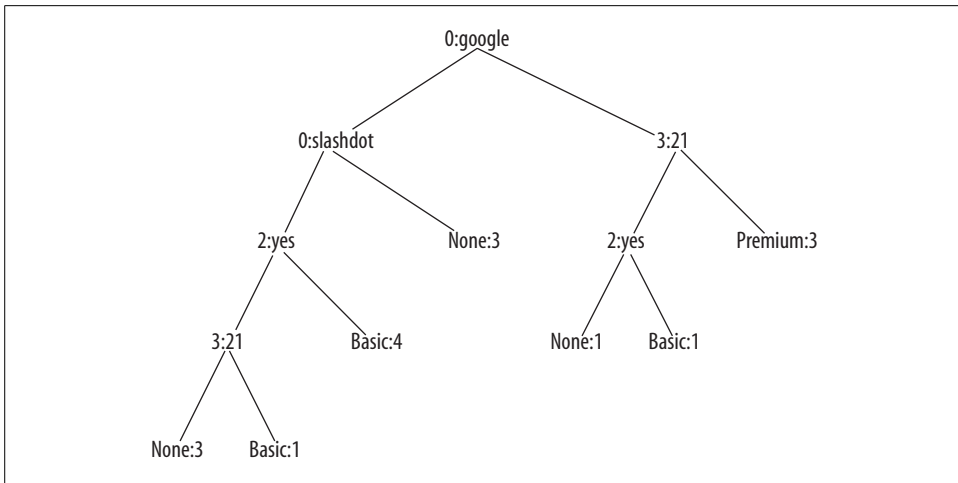 0:google
0:slashdot 3:21
2:yes None:3 2:yes Premium:3
3:21 Basic:4 None:1 Basic:1
None:3 Basic:1